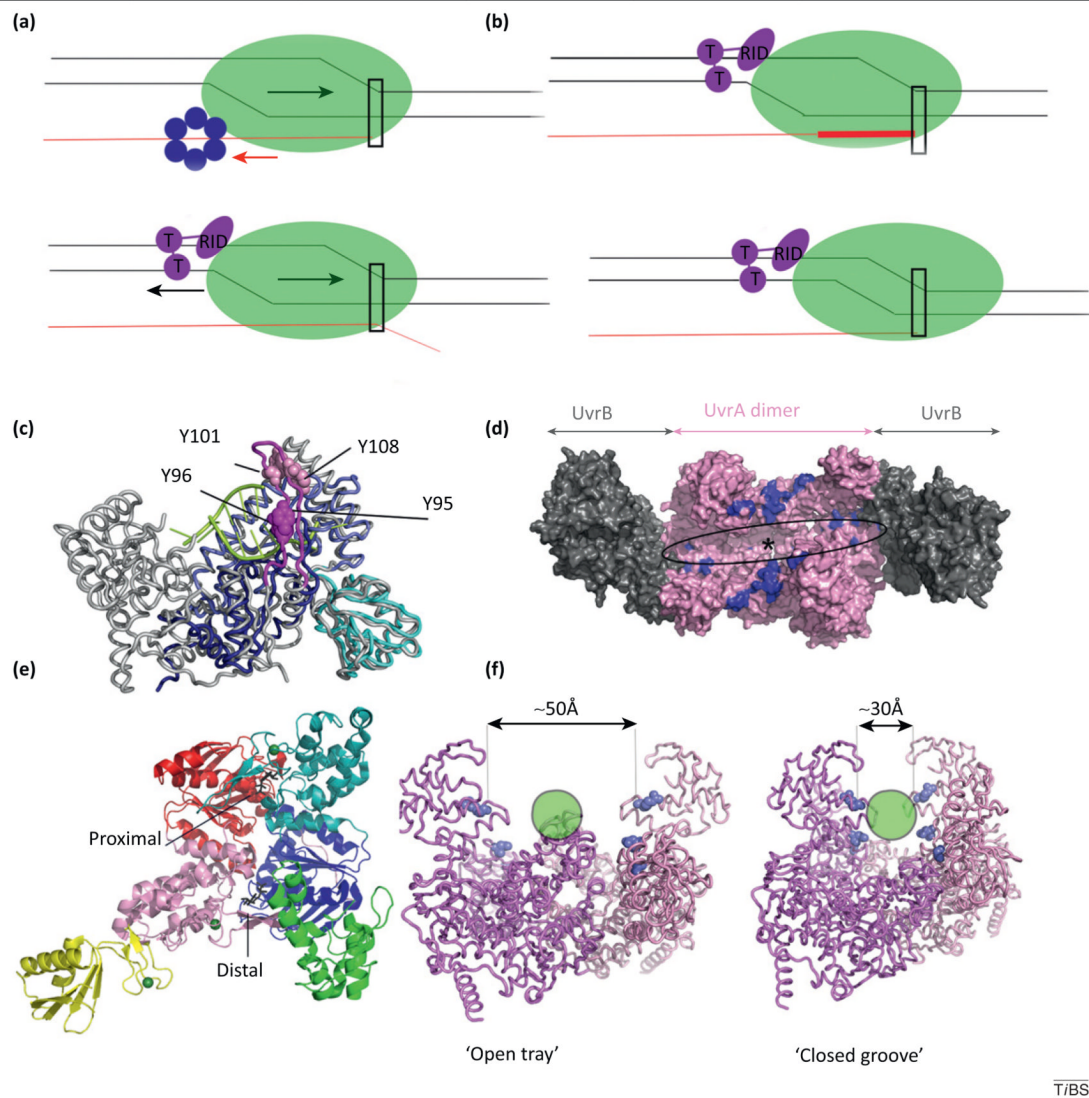 (a)
(b)
T RID
T
T RID
T
T RID
T
(c)
Y101
Y108
Y96
Y95
(d)
UvrB UvrA dimer UvrB
*
(e)
Proximal
Distal
(f)
~50Å
~30Å
'Open tray'
'Closed groove'
TiBS